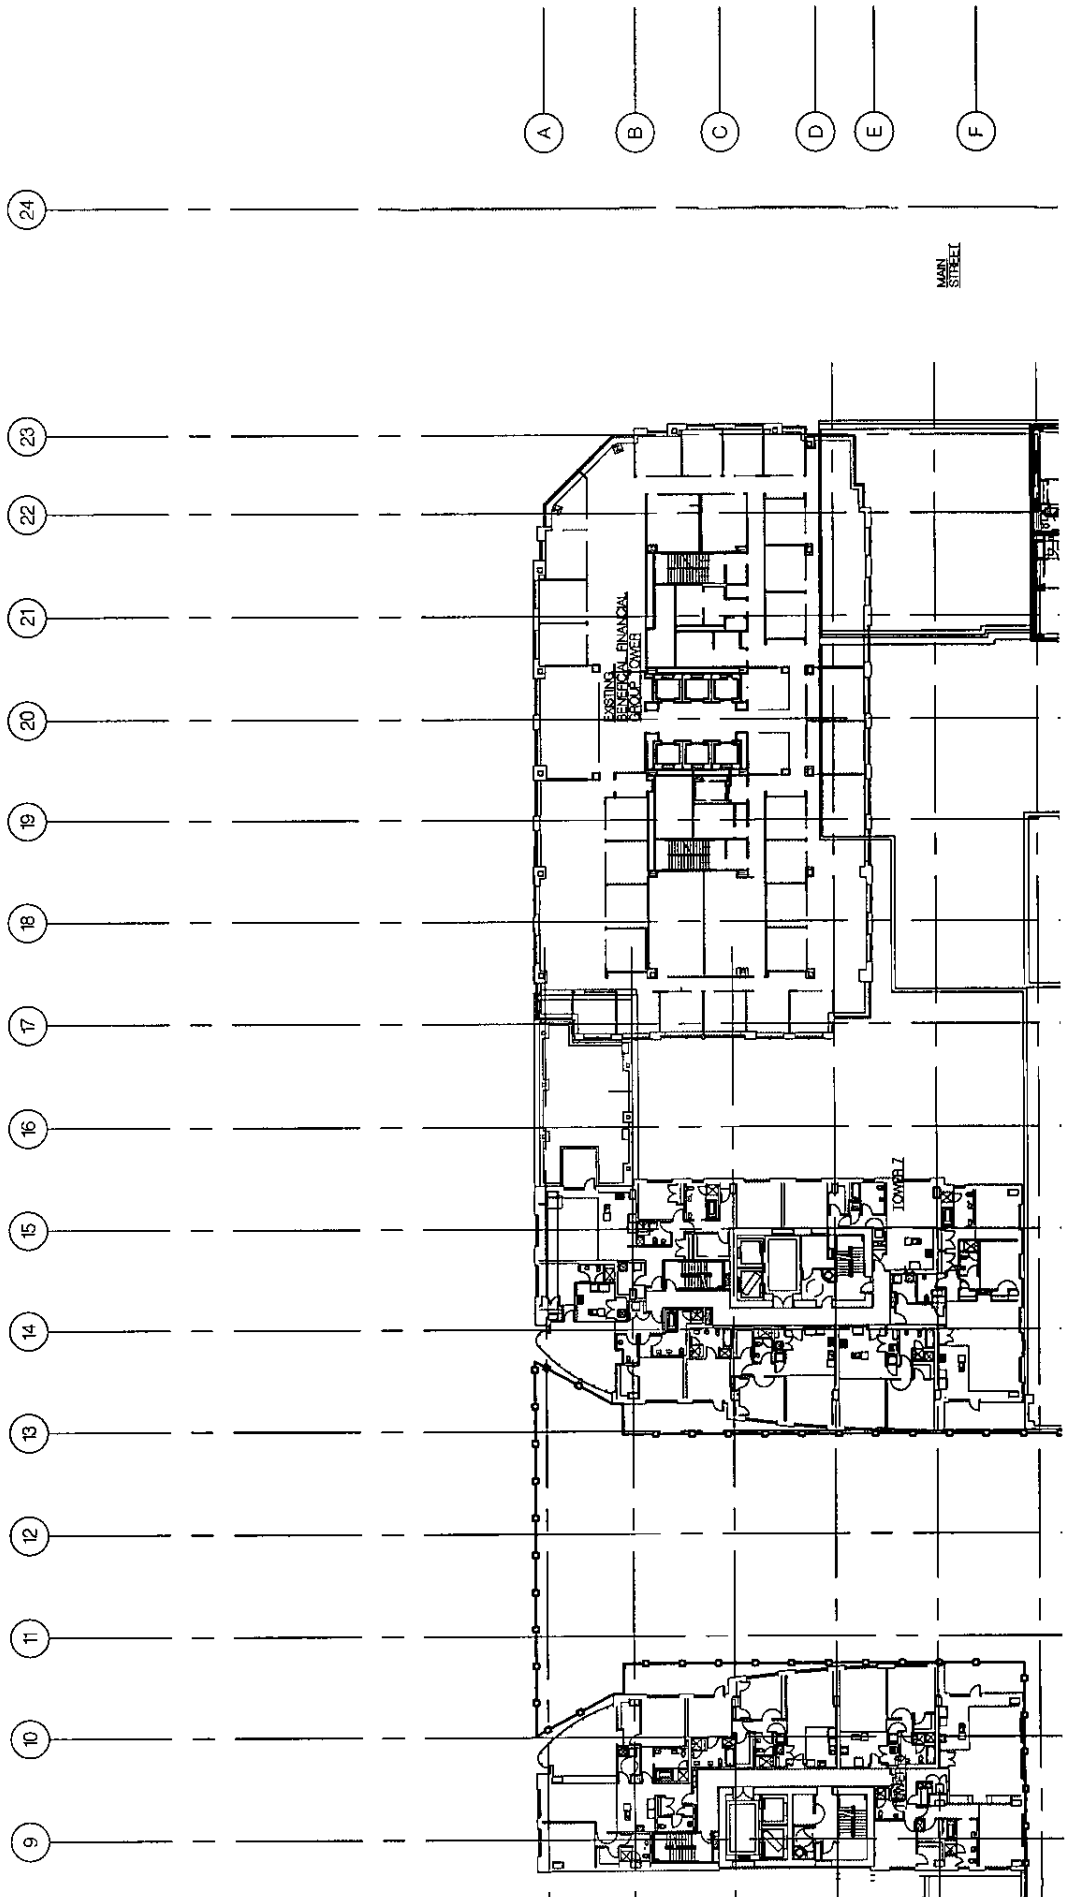 A
B
C
D
E
F
24
MAIN
STREET
23
22
21
EXISTING
BENEFICIAL FINANCIAL
GROUP TOWER
20
19
18
17
16
TOWER 7
15
14
13
12
11
10
9